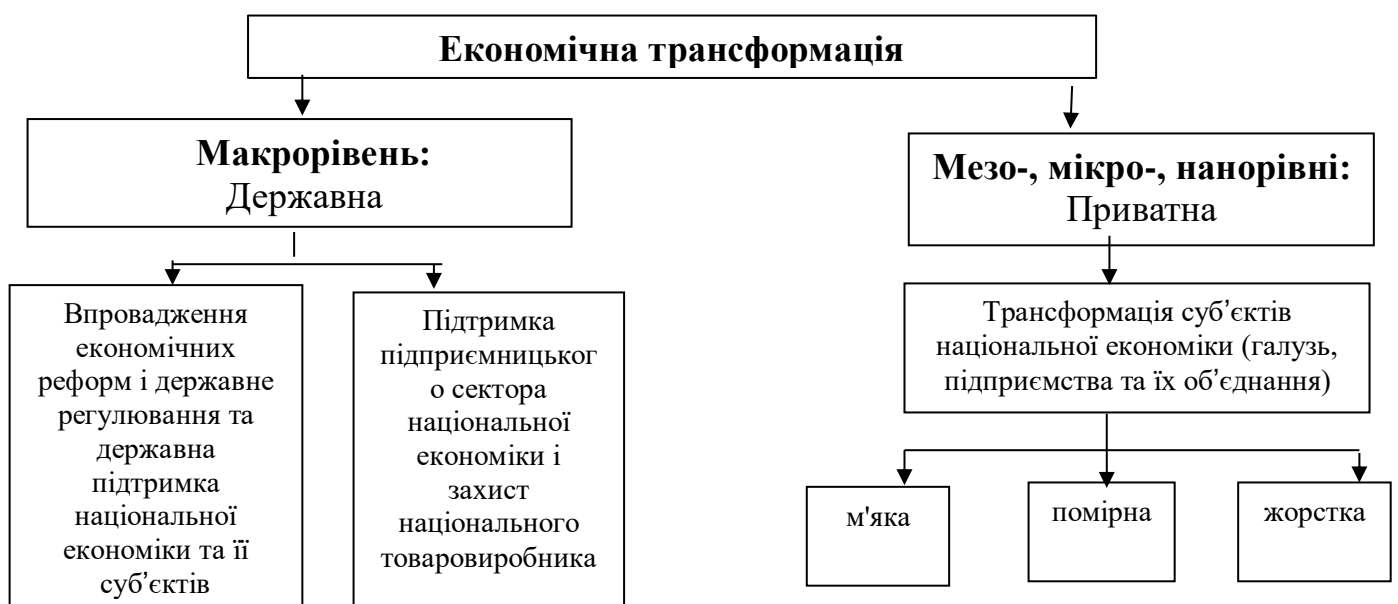 Економічна трансформація
Макрорівень:
Державна
Мезо-, мікро-, нанорівні:
Приватна
Впровадження
економічних
реформ і державне
регулювання та
державна
підтримка
національної
економіки та її
суб’єктів
Підтримка
підприємницьког
о сектора
національної
економіки і
захист
національного
товаровиробника
Трансформація суб’єктів
національної економіки (галузь,
підприємства та їх об’єднання)
м'яка
помірна
жорстка